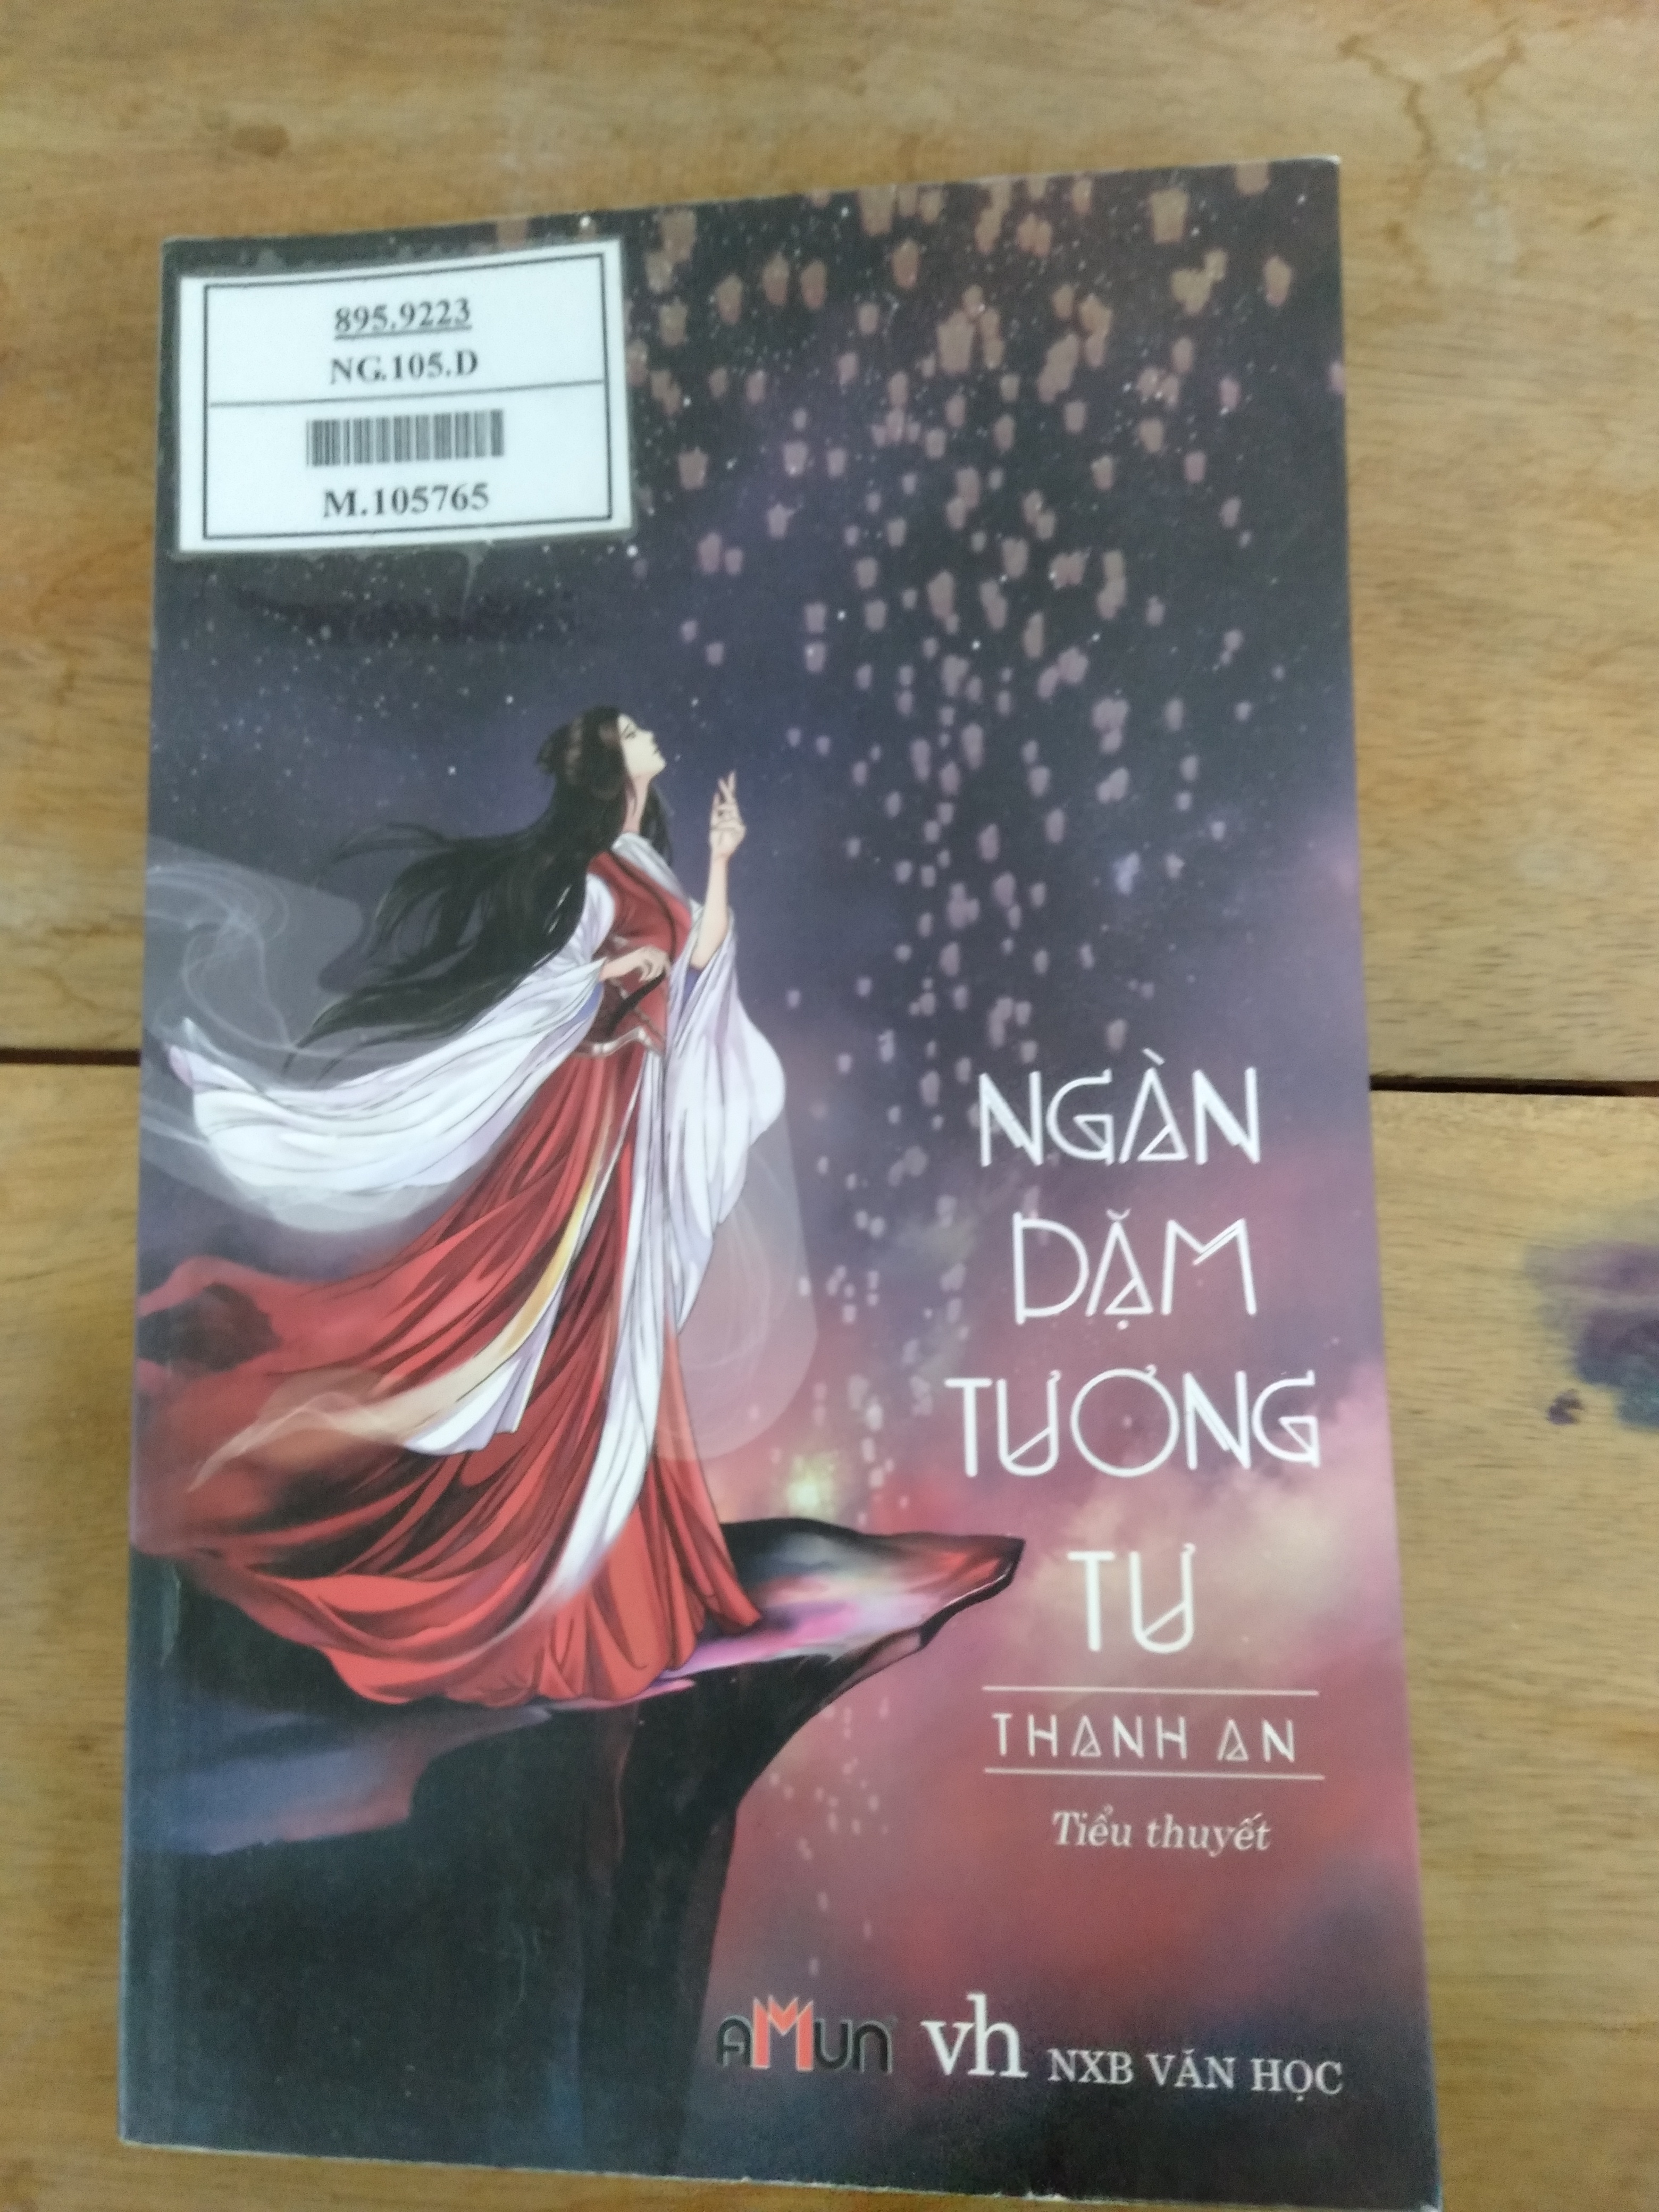 895.9223
NG.105.D
M.105765
NGÀN
DẶM
TƯƠNG
TƯ
THANH AN
Tiểu thuyết
AMUN vh NXB VĂN HỌC